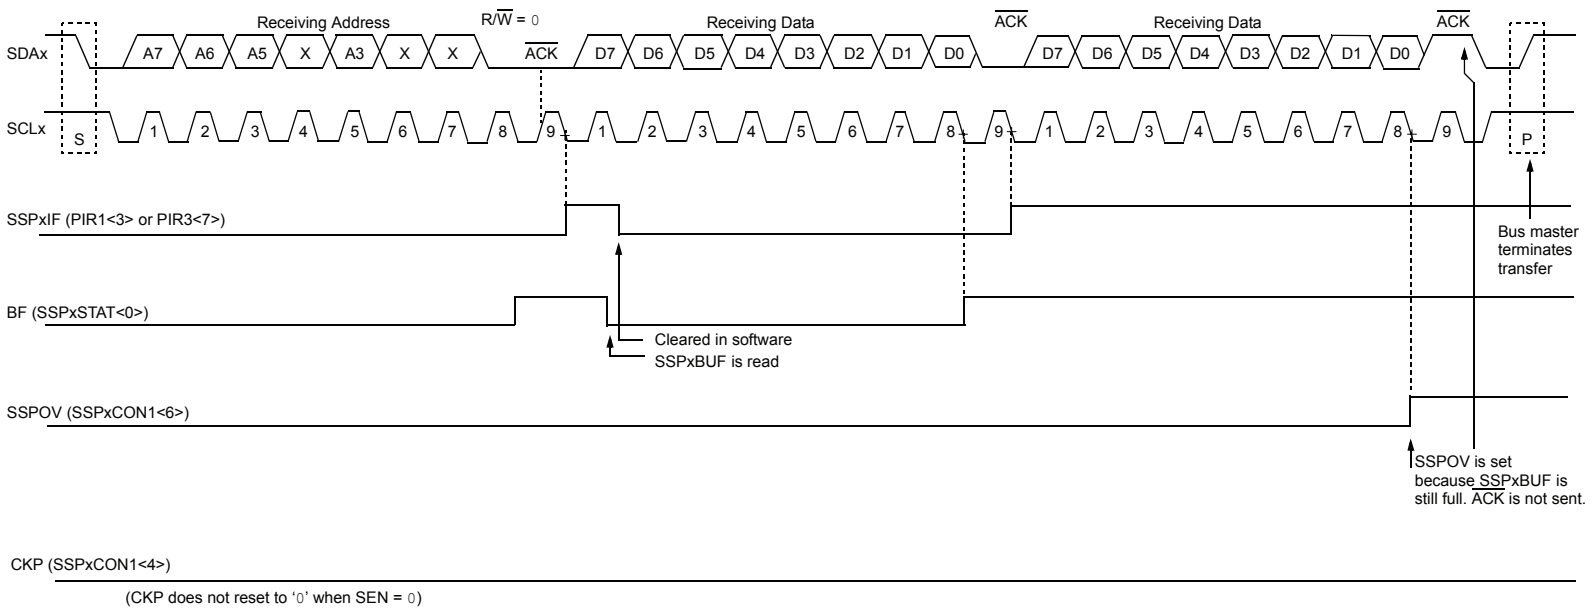 Receiving Address
R/W = 0
Receiving Data
ACK
Receiving Data
ACK
SDAx
A7 A6 A5 X A3 X X
ACK
D7 D6 D5 D4 D3 D2 D1 D0
D7 D6 D5 D4 D3 D2 D1 D0
SCLx
S
1 2 3 4 5 6 7 8 9
1 2 3 4 5 6 7 8 9
1 2 3 4 5 6 7 8 9
P
SSPxIF (PIR1<3> or PIR3<7>)
Bus master
terminates
transfer
BF (SSPxSTAT<0>)
Cleared in software
SSPxBUF is read
SSPOV (SSPxCON1<6>)
SSPOV is set
because SSPxBUF is
still full. ACK is not sent.
CKP (SSPxCON1<4>)
(CKP does not reset to ‘0’ when SEN = 0)